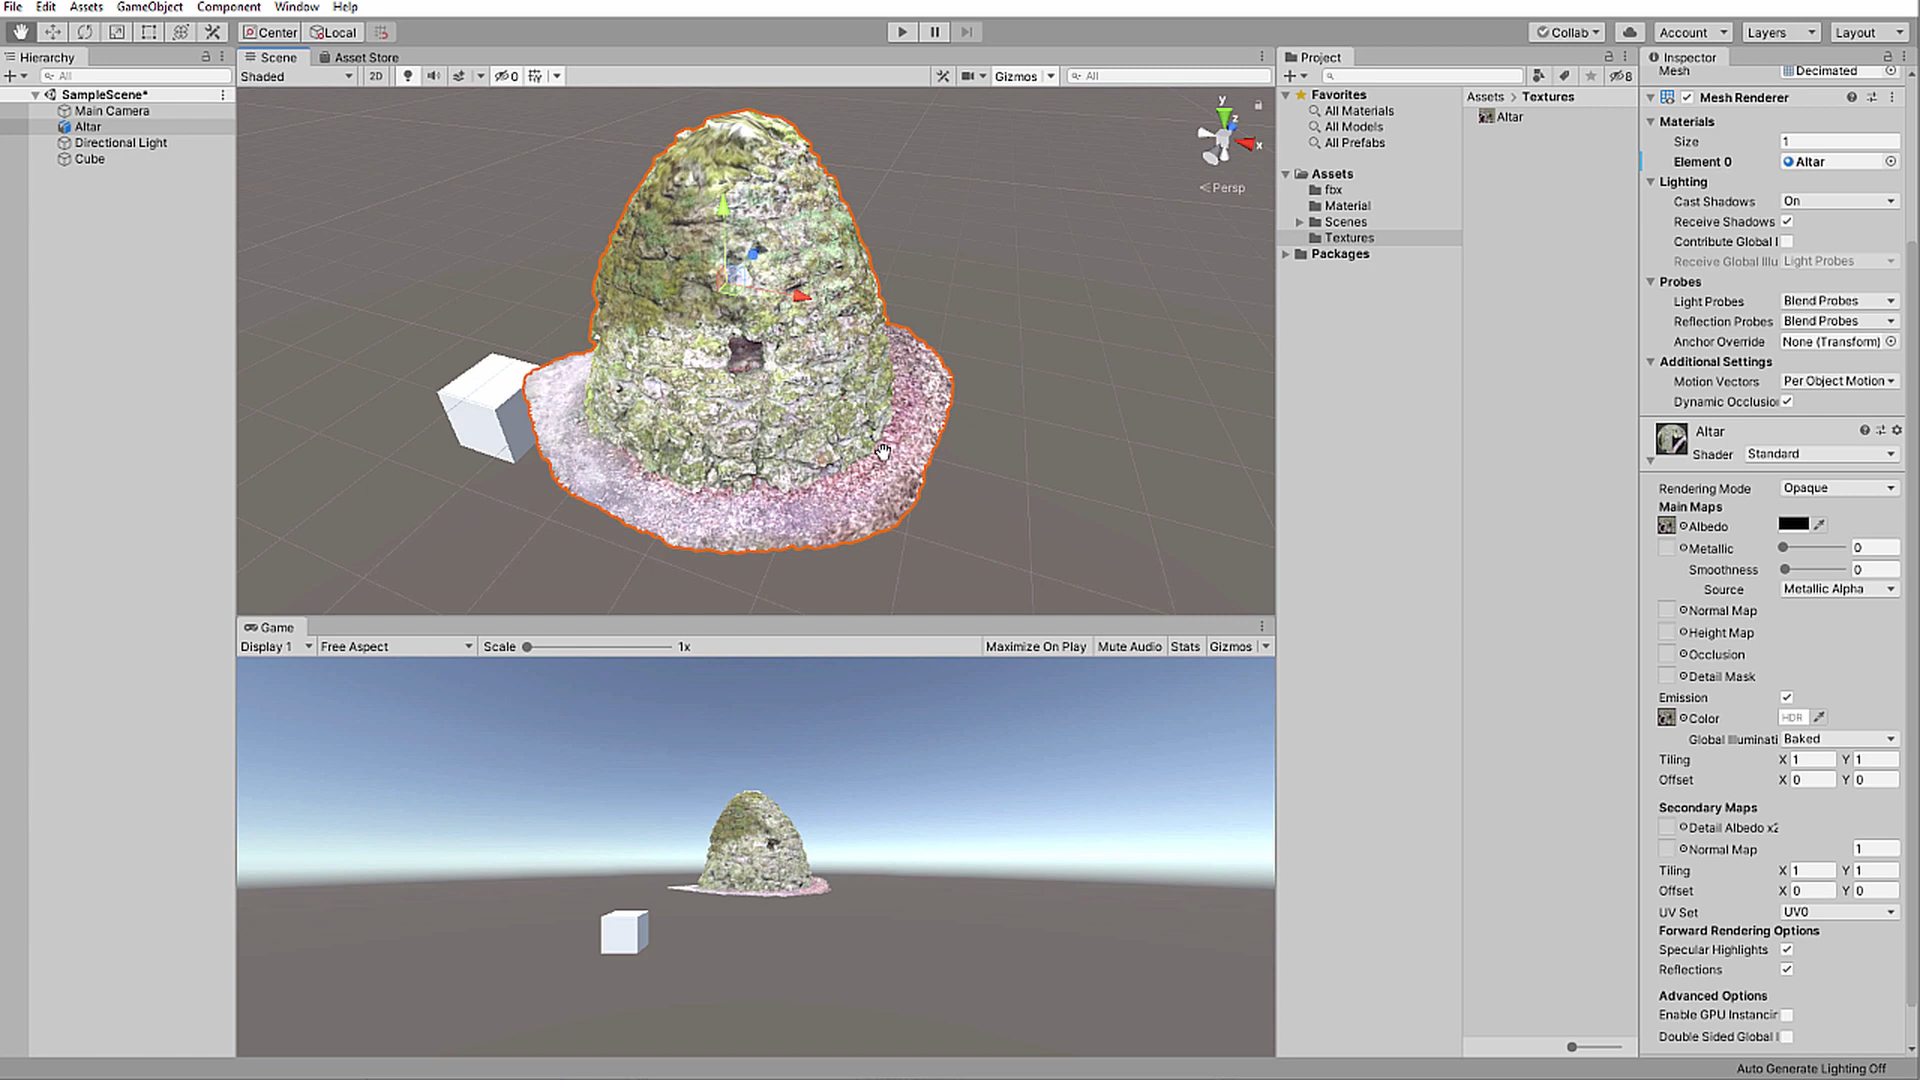 File Edit Assets GameObject Component Window Help
Center Local Collab Account Layers Layout
Hierarchy
All
SampleScene*
Main Camera
Altar
Directional Light
Cube
Scene Asset Store
Shaded 2D 0 Gizmos All
y
z
x
Persp
Game
Display 1 Free Aspect Scale 1x Maximize On Play Mute Audio Stats Gizmos
Project
8
Favorites
All Materials
All Models
All Prefabs
Assets
fbx
Material
Scenes
Textures
Packages
Assets > Textures
Altar
Inspector
Mesh Decimated
Mesh Renderer
Materials
Size 1
Element 0 Altar
Lighting
Cast Shadows On
Receive Shadows
Contribute Global I
Receive Global Illu Light Probes
Probes
Light Probes Blend Probes
Reflection Probes Blend Probes
Anchor Override None (Transform)
Additional Settings
Motion Vectors Per Object Motion
Dynamic Occlusio
Altar
Shader Standard
Rendering Mode Opaque
Main Maps
Albedo
Metallic 0
Smoothness 0
Source Metallic Alpha
Normal Map
Height Map
Occlusion
Detail Mask
Emission
Color HDR
Global Illuminati Baked
Tiling X 1 Y 1
Offset X 0 Y 0
Secondary Maps
Detail Albedo x2
Normal Map 1
Tiling X 1 Y 1
Offset X 0 Y 0
UV Set UV0
Forward Rendering Options
Specular Highlights
Reflections
Advanced Options
Enable GPU Instancin
Double Sided Global I
Auto Generate Lighting Off